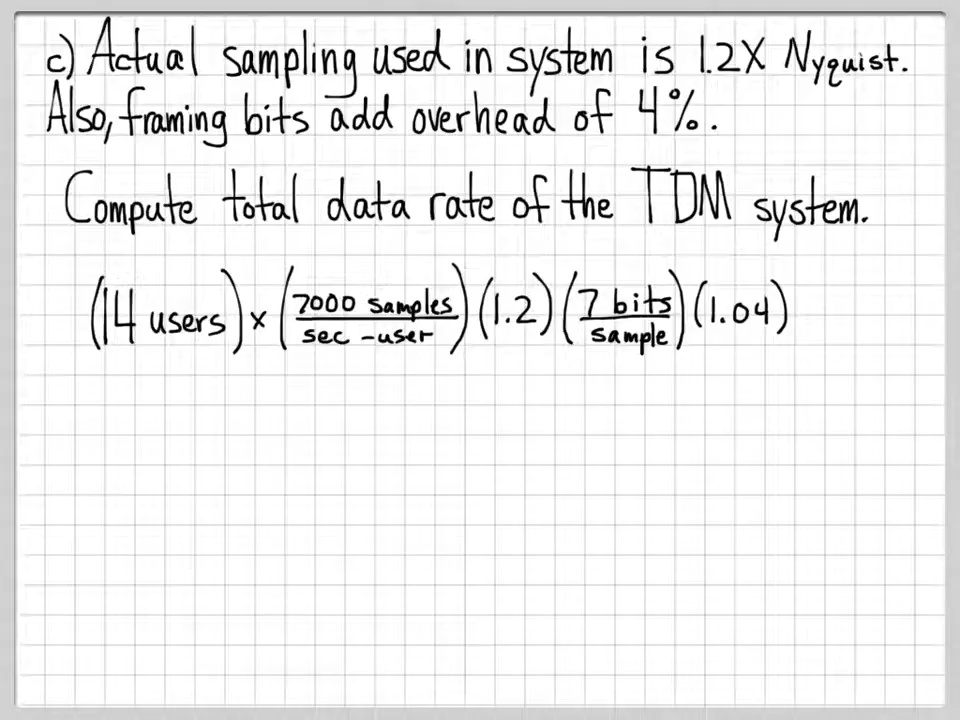 c) Actual sampling used in system is 1.2X Nyquist.
Also, framing bits add overhead of 4%.
Compute total data rate of the TDM system.
(14 users) × (7000 samples / sec-user) (1.2) (7 bits / sample) (1.04)